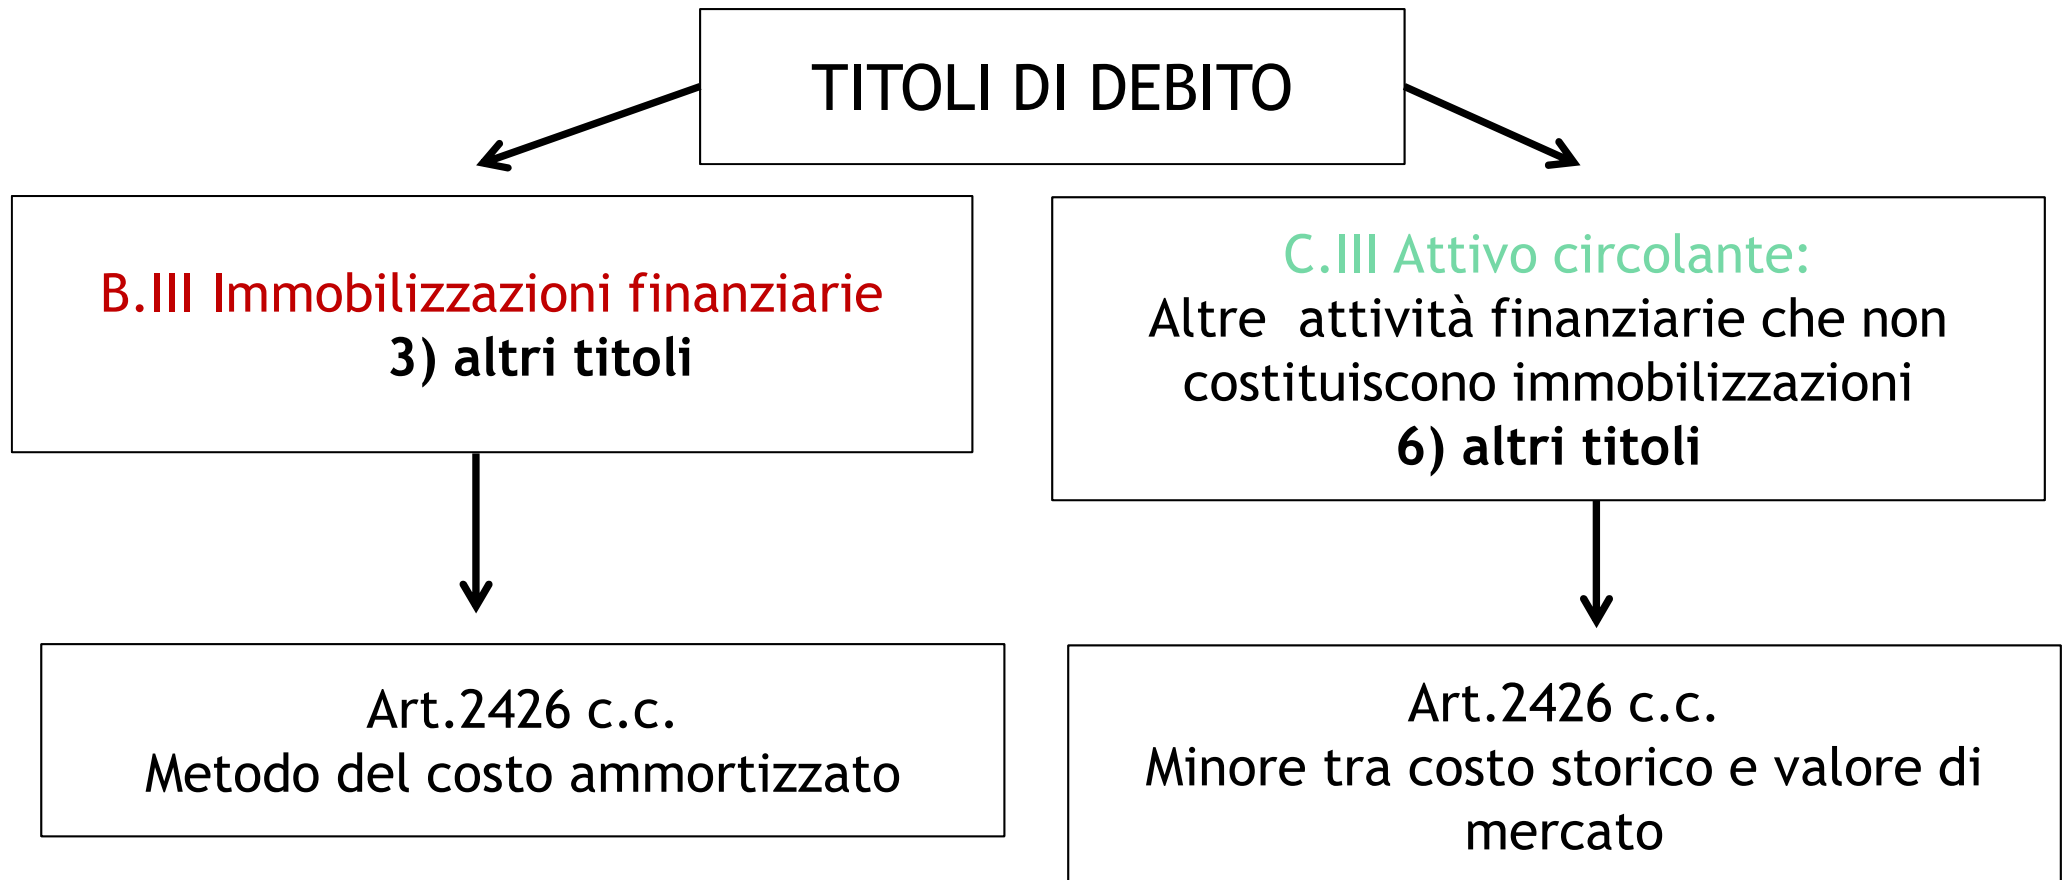 TITOLI DI DEBITO
B.III Immobilizzazioni finanziarie
3) altri titoli
C.III Attivo circolante:
Altre attività finanziarie che non
costituiscono immobilizzazioni
6) altri titoli
Art.2426 c.c.
Metodo del costo ammortizzato
Art.2426 c.c.
Minore tra costo storico e valore di
mercato